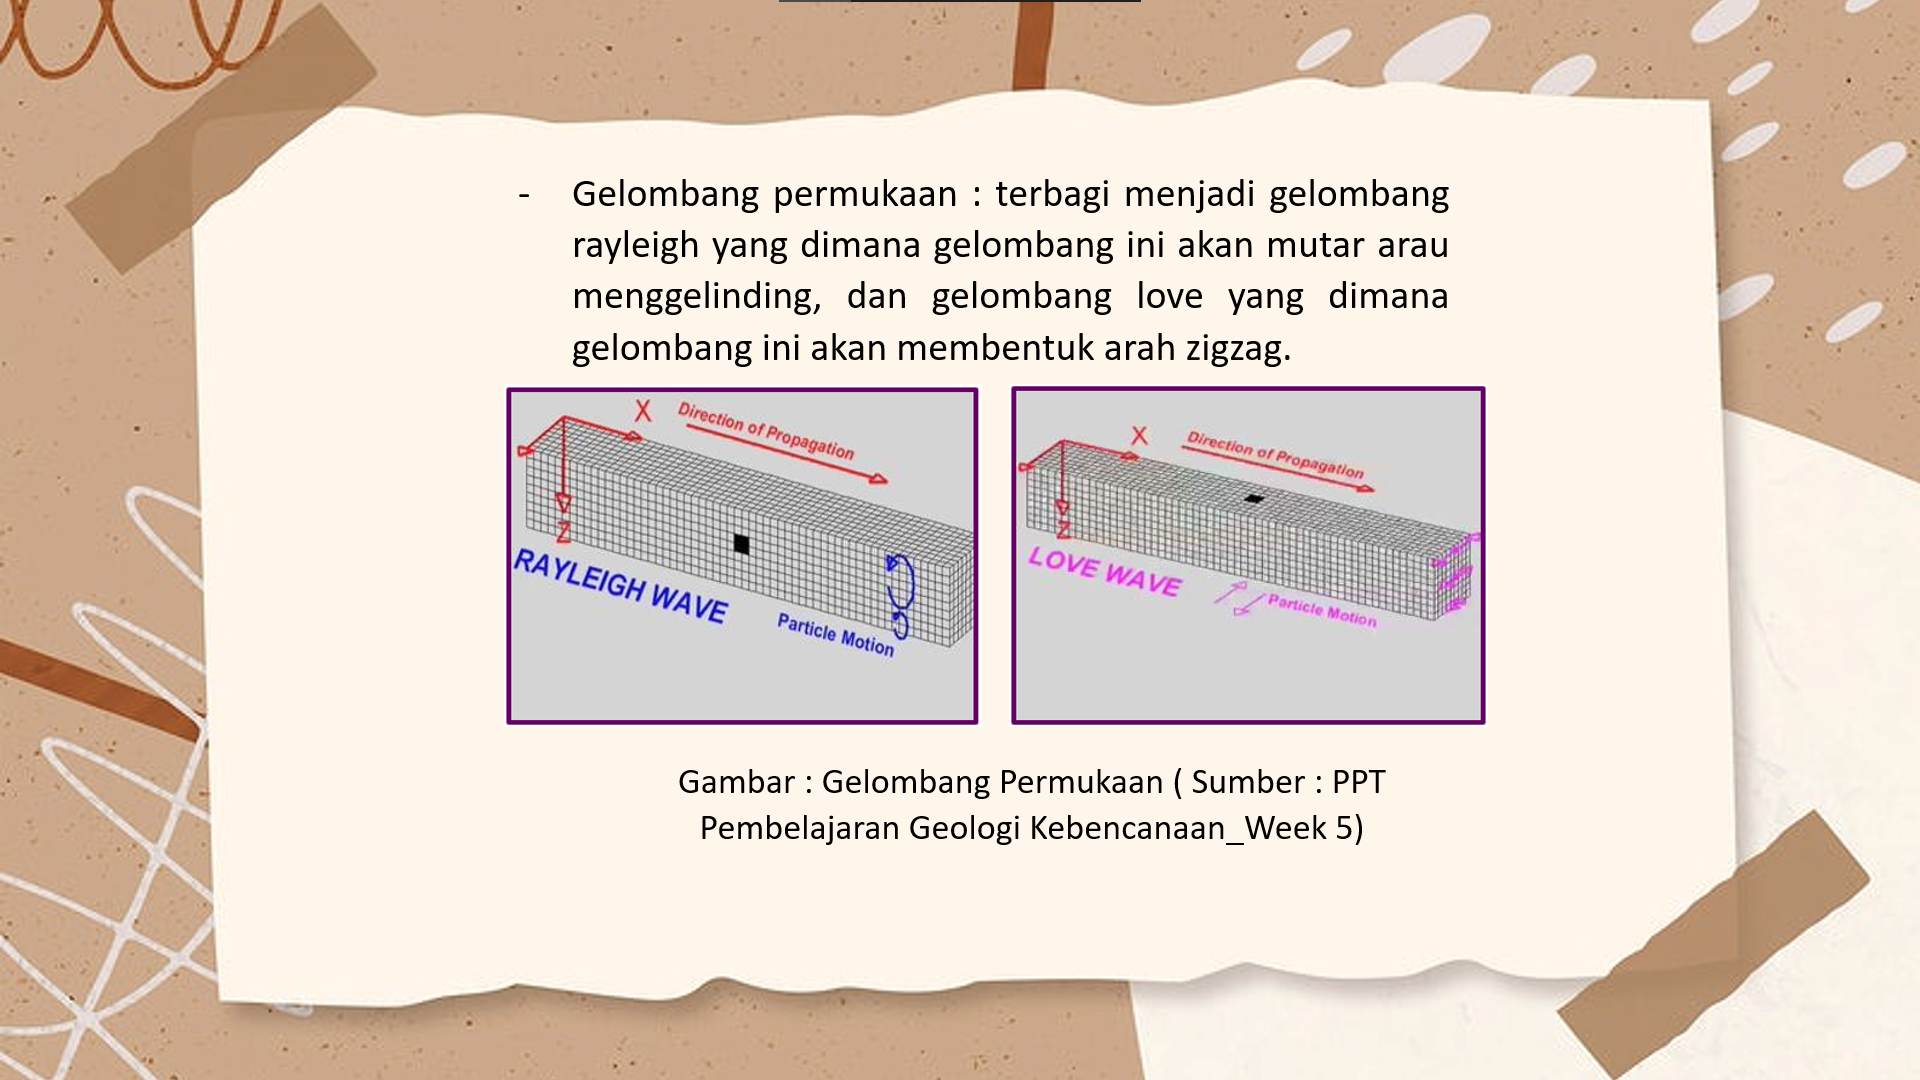 - Gelombang permukaan : terbagi menjadi gelombang
rayleigh yang dimana gelombang ini akan mutar arau
menggelinding, dan gelombang love yang dimana
gelombang ini akan membentuk arah zigzag.
X
Direction of Propagation
Z
RAYLEIGH WAVE
Particle Motion
X
Direction of Propagation
Z
LOVE WAVE
Particle Motion
Gambar : Gelombang Permukaan ( Sumber : PPT
Pembelajaran Geologi Kebencanaan_Week 5)